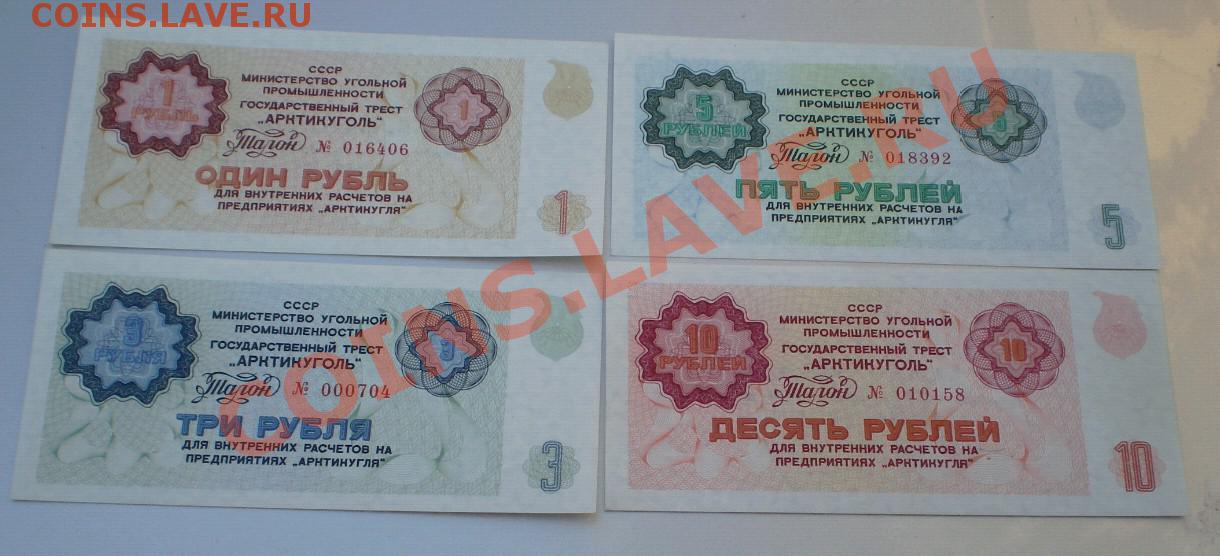 COINS.LAVE.RU
СССР
МИНИСТЕРСТВО УГОЛЬНОЙ
ПРОМЫШЛЕННОСТИ
ГОСУДАРСТВЕННЫЙ ТРЕСТ
„АРКТИКУГОЛЬ“
Талон № 016406
ОДИН РУБЛЬ
ДЛЯ ВНУТРЕННИХ РАСЧЕТОВ НА
ПРЕДПРИЯТИЯХ „АРКТИКУГЛЯ“
1
РУБЛЬ
1
1
СССР
МИНИСТЕРСТВО УГОЛЬНОЙ
ПРОМЫШЛЕННОСТИ
ГОСУДАРСТВЕННЫЙ ТРЕСТ
„АРКТИКУГОЛЬ“
Талон № 018392
ПЯТЬ РУБЛЕЙ
ДЛЯ ВНУТРЕННИХ РАСЧЕТОВ НА
ПРЕДПРИЯТИЯХ „АРКТИКУГЛЯ“
5
РУБЛЕЙ
5
5
СССР
МИНИСТЕРСТВО УГОЛЬНОЙ
ПРОМЫШЛЕННОСТИ
ГОСУДАРСТВЕННЫЙ ТРЕСТ
„АРКТИКУГОЛЬ“
Талон № 000704
ТРИ РУБЛЯ
ДЛЯ ВНУТРЕННИХ РАСЧЕТОВ НА
ПРЕДПРИЯТИЯХ „АРКТИКУГЛЯ“
3
РУБЛЯ
3
3
СССР
МИНИСТЕРСТВО УГОЛЬНОЙ
ПРОМЫШЛЕННОСТИ
ГОСУДАРСТВЕННЫЙ ТРЕСТ
„АРКТИКУГОЛЬ“
Талон № 010158
ДЕСЯТЬ РУБЛЕЙ
ДЛЯ ВНУТРЕННИХ РАСЧЕТОВ НА
ПРЕДПРИЯТИЯХ „АРКТИКУГЛЯ“
10
РУБЛЕЙ
10
10
COINS.LAVE.RU